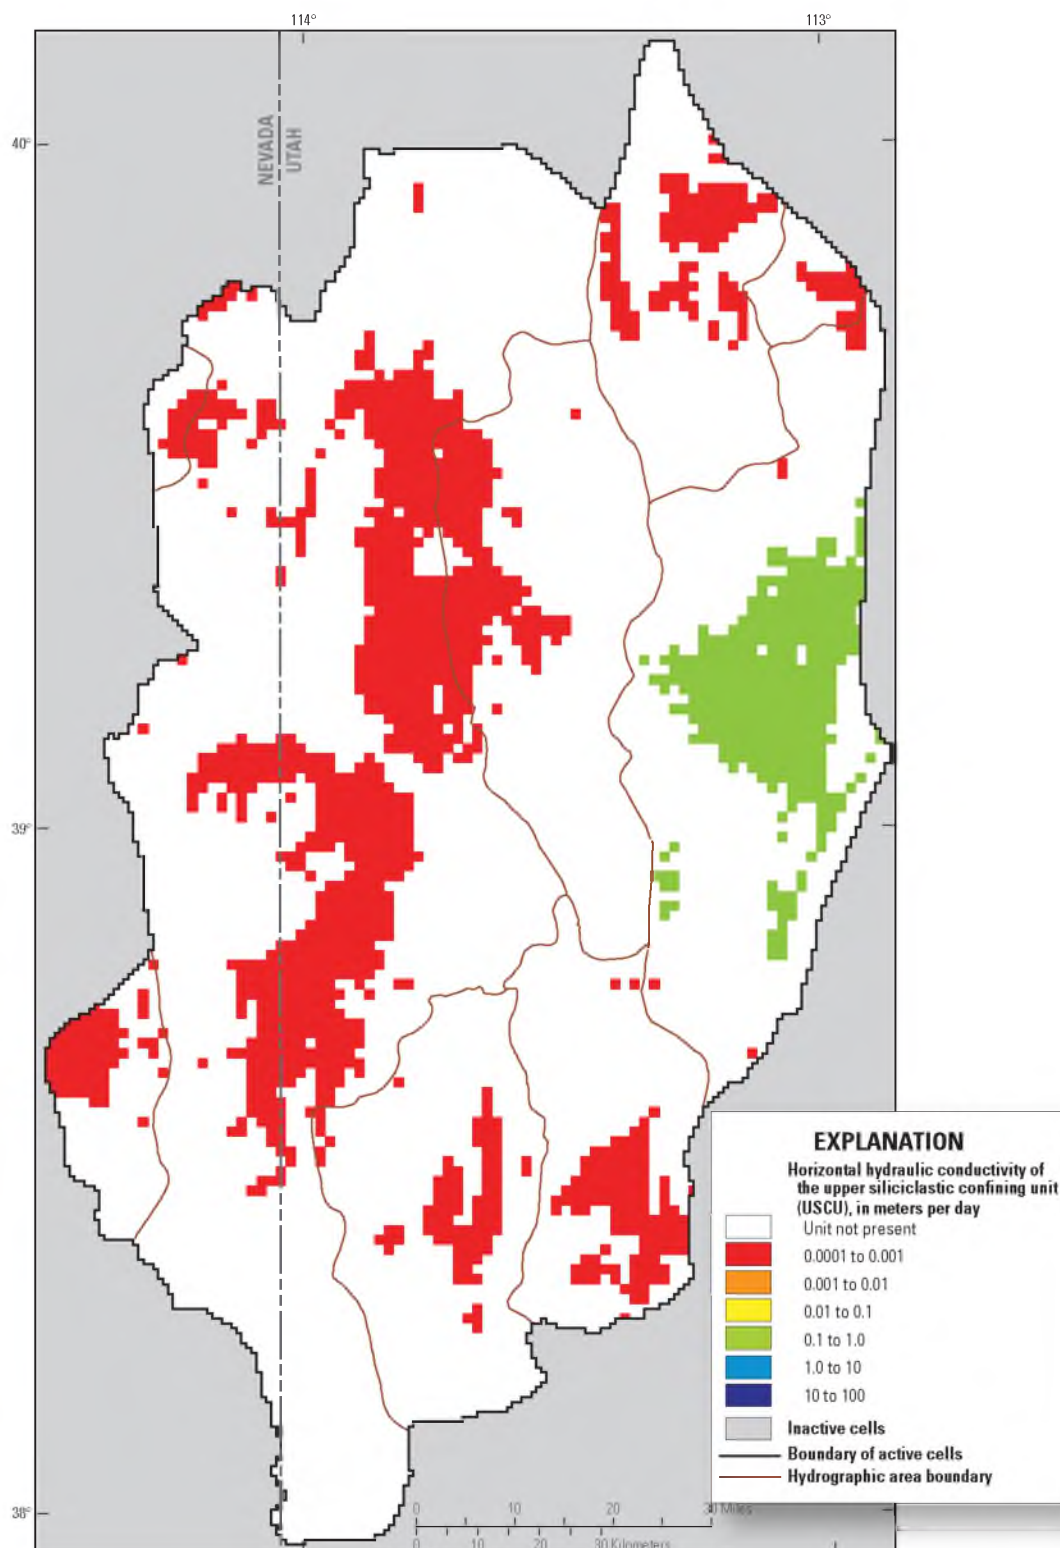 114°
113°
40°
NEVADA
UTAH
39°
38°
EXPLANATION
Horizontal hydraulic conductivity of
the upper siliciclastic confining unit
(USCU), in meters per day
Unit not present
0.0001 to 0.001
0.001 to 0.01
0.01 to 0.1
0.1 to 1.0
1.0 to 10
10 to 100
Inactive cells
Boundary of active cells
Hydrographic area boundary
0 10 20 30 Miles
0 10 20 30 Kilometers